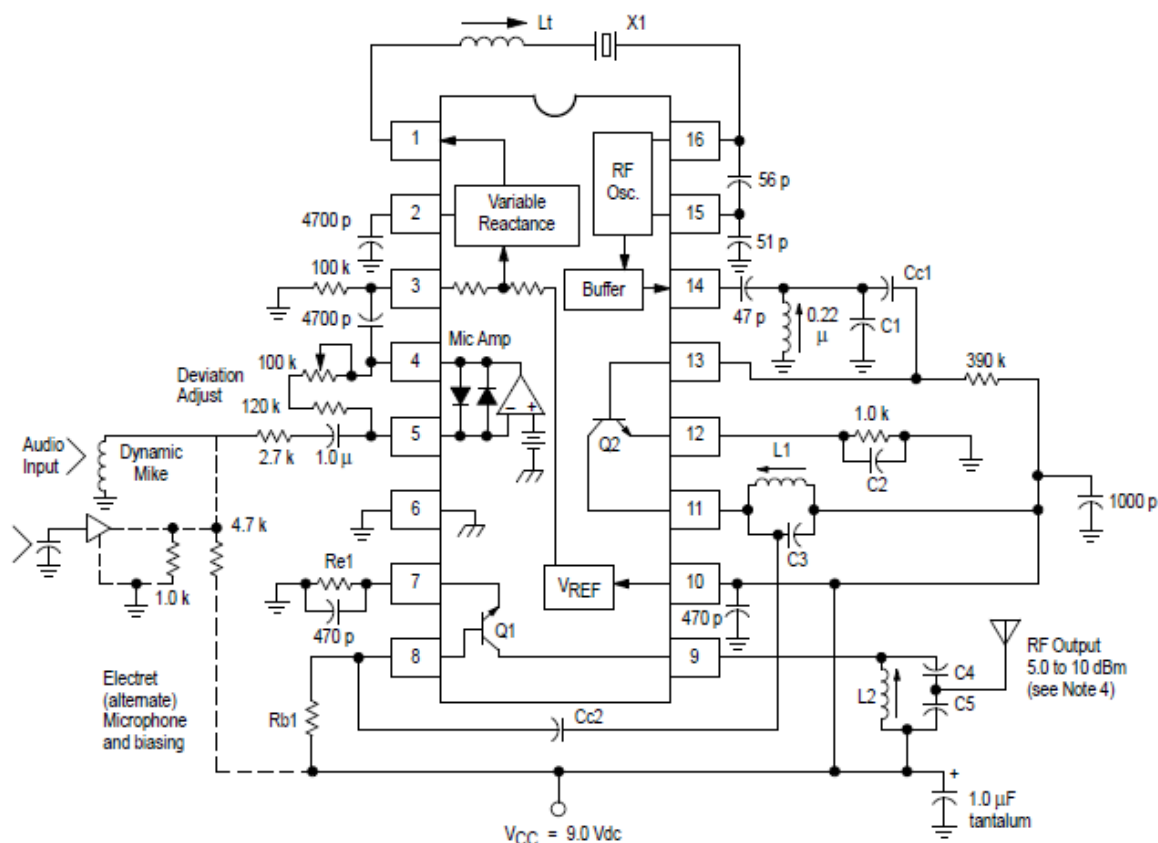 Lt
X1
1
16
RF
Osc.
56 p
Variable
Reactance
4700 p
2
15
51 p
100 k
3
Buffer
14
Cc1
47 p
0.22
μ
C1
4700 p
Mic Amp
100 k
4
13
390 k
Deviation
Adjust
120 k
1.0 k
–
+
5
Q2
12
Audio
Input
Dynamic
Mike
2.7 k
1.0 μ
C2
L1
6
11
1000 p
4.7 k
C3
Re1
7
VREF
10
1.0 k
470 p
470 p
Q1
RF Output
5.0 to 10 dBm
(see Note 4)
8
9
C4
L2
C5
Electret
(alternate)
Microphone
and biasing
Rb1
Cc2
+
1.0 μF
tantalum
VCC = 9.0 Vdc